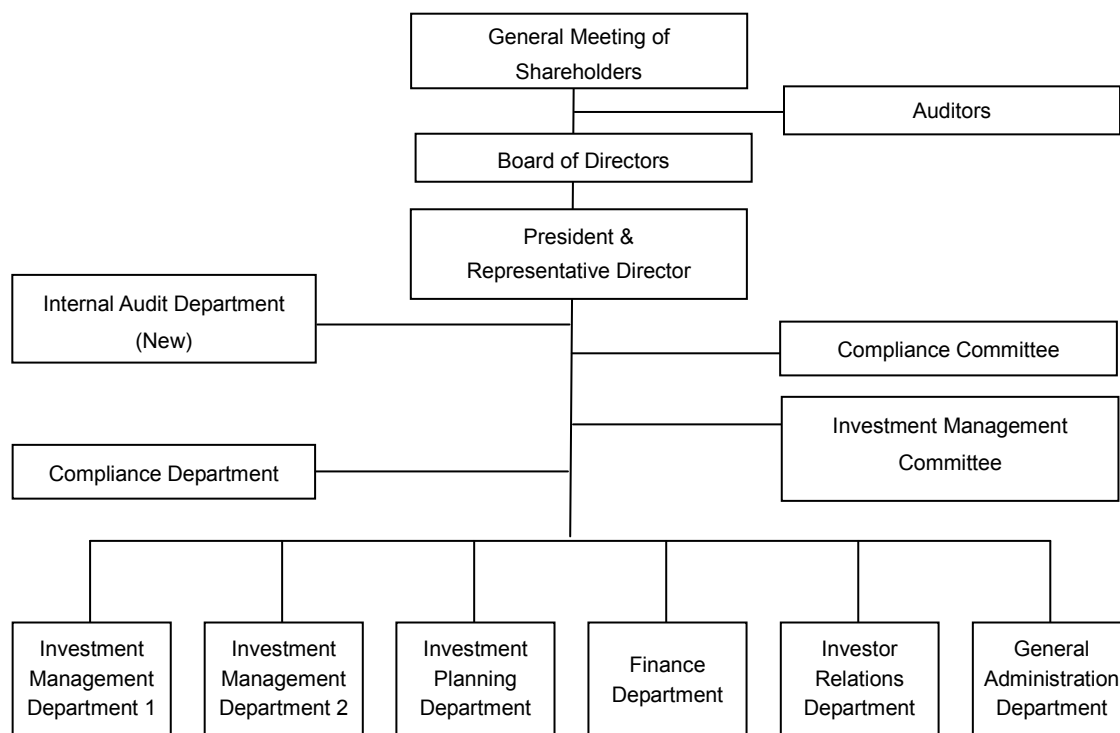 General Meeting of
Shareholders
Auditors
Board of Directors
President &
Representative Director
Internal Audit Department
(New)
Compliance Committee
Investment Management
Committee
Compliance Department
Investment
Management
Department 1
Investment
Management
Department 2
Investment
Planning
Department
Finance
Department
Investor
Relations
Department
General
Administration
Department